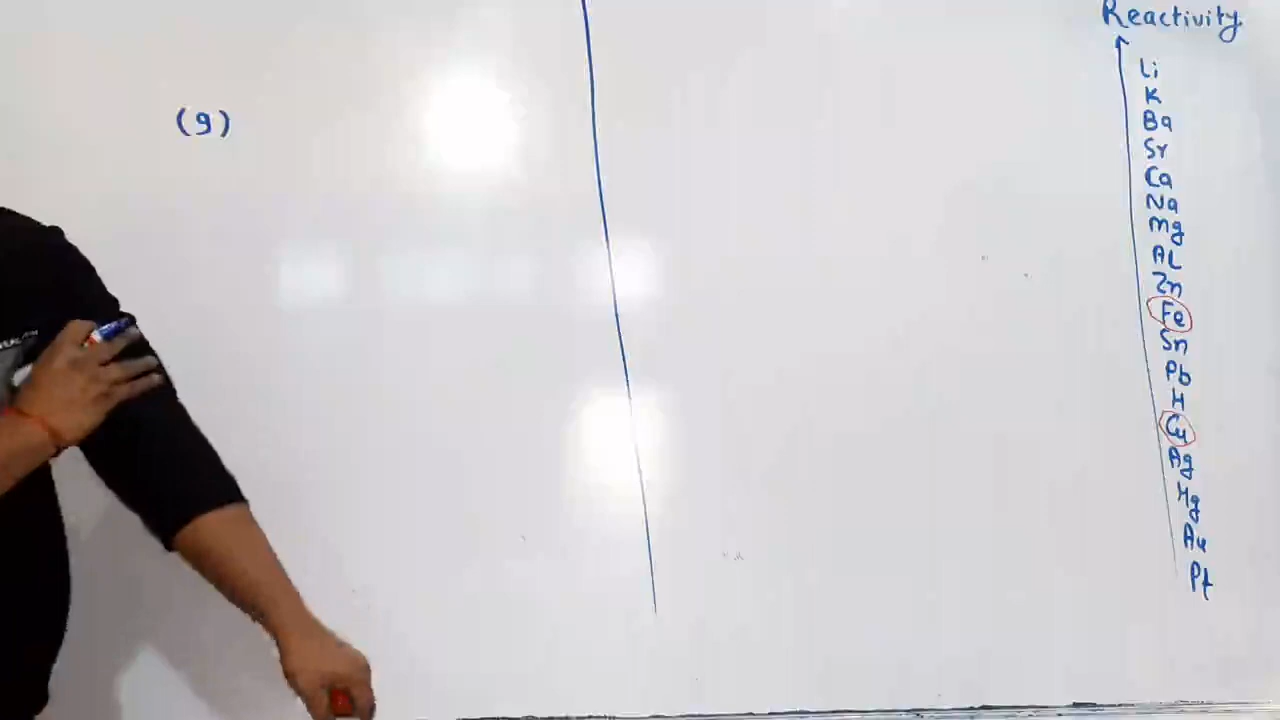 Reactivity
Li
K
Ba
Sr
Ca
Na
Mg
AL
Zn
Fe
Sn
Pb
H
Cu
Ag
Hg
Au
Pt
(9)